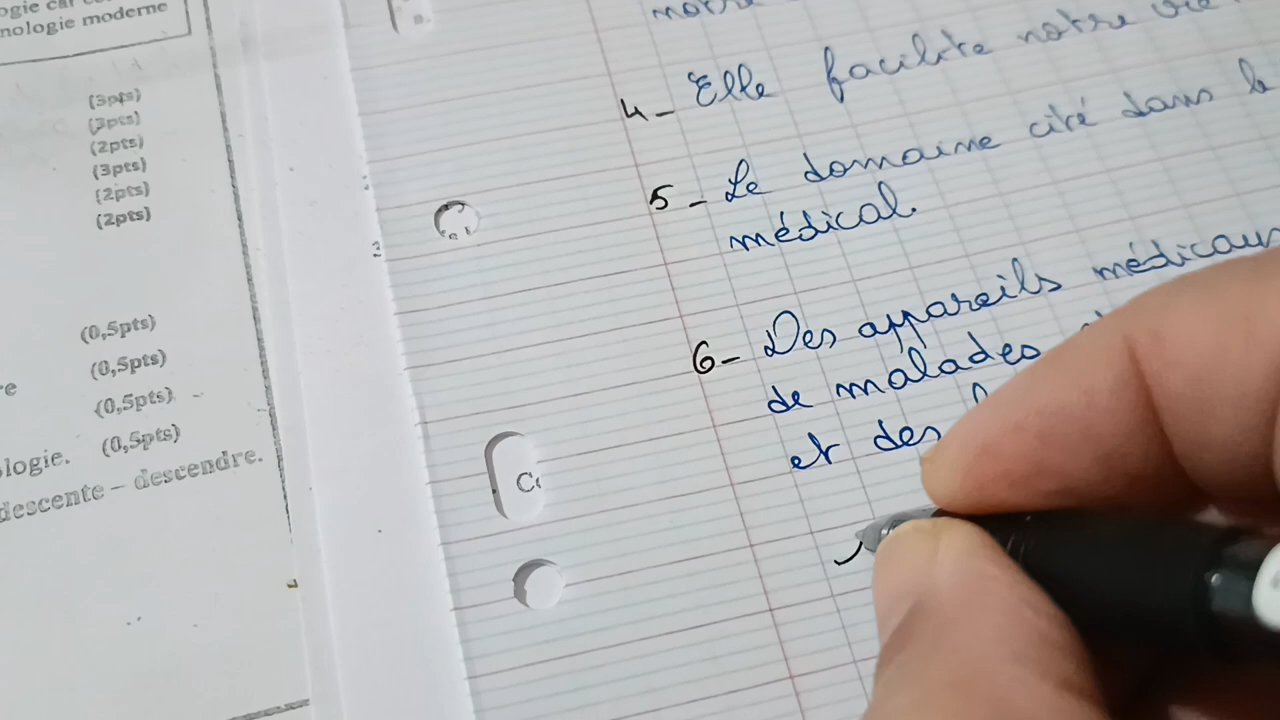 nologie moderne
(3pts)
(3pts)
(2pts)
(3pts)
(2pts)
(2pts)
(0,5pts)
re (0,5pts)
(0,5pts)
logie. (0,5pts)
descente – descendre.
4- Elle facilite notre vie
5- Le domaine cité dans le
médical.
6- Des appareils médicaux
de malades
et des